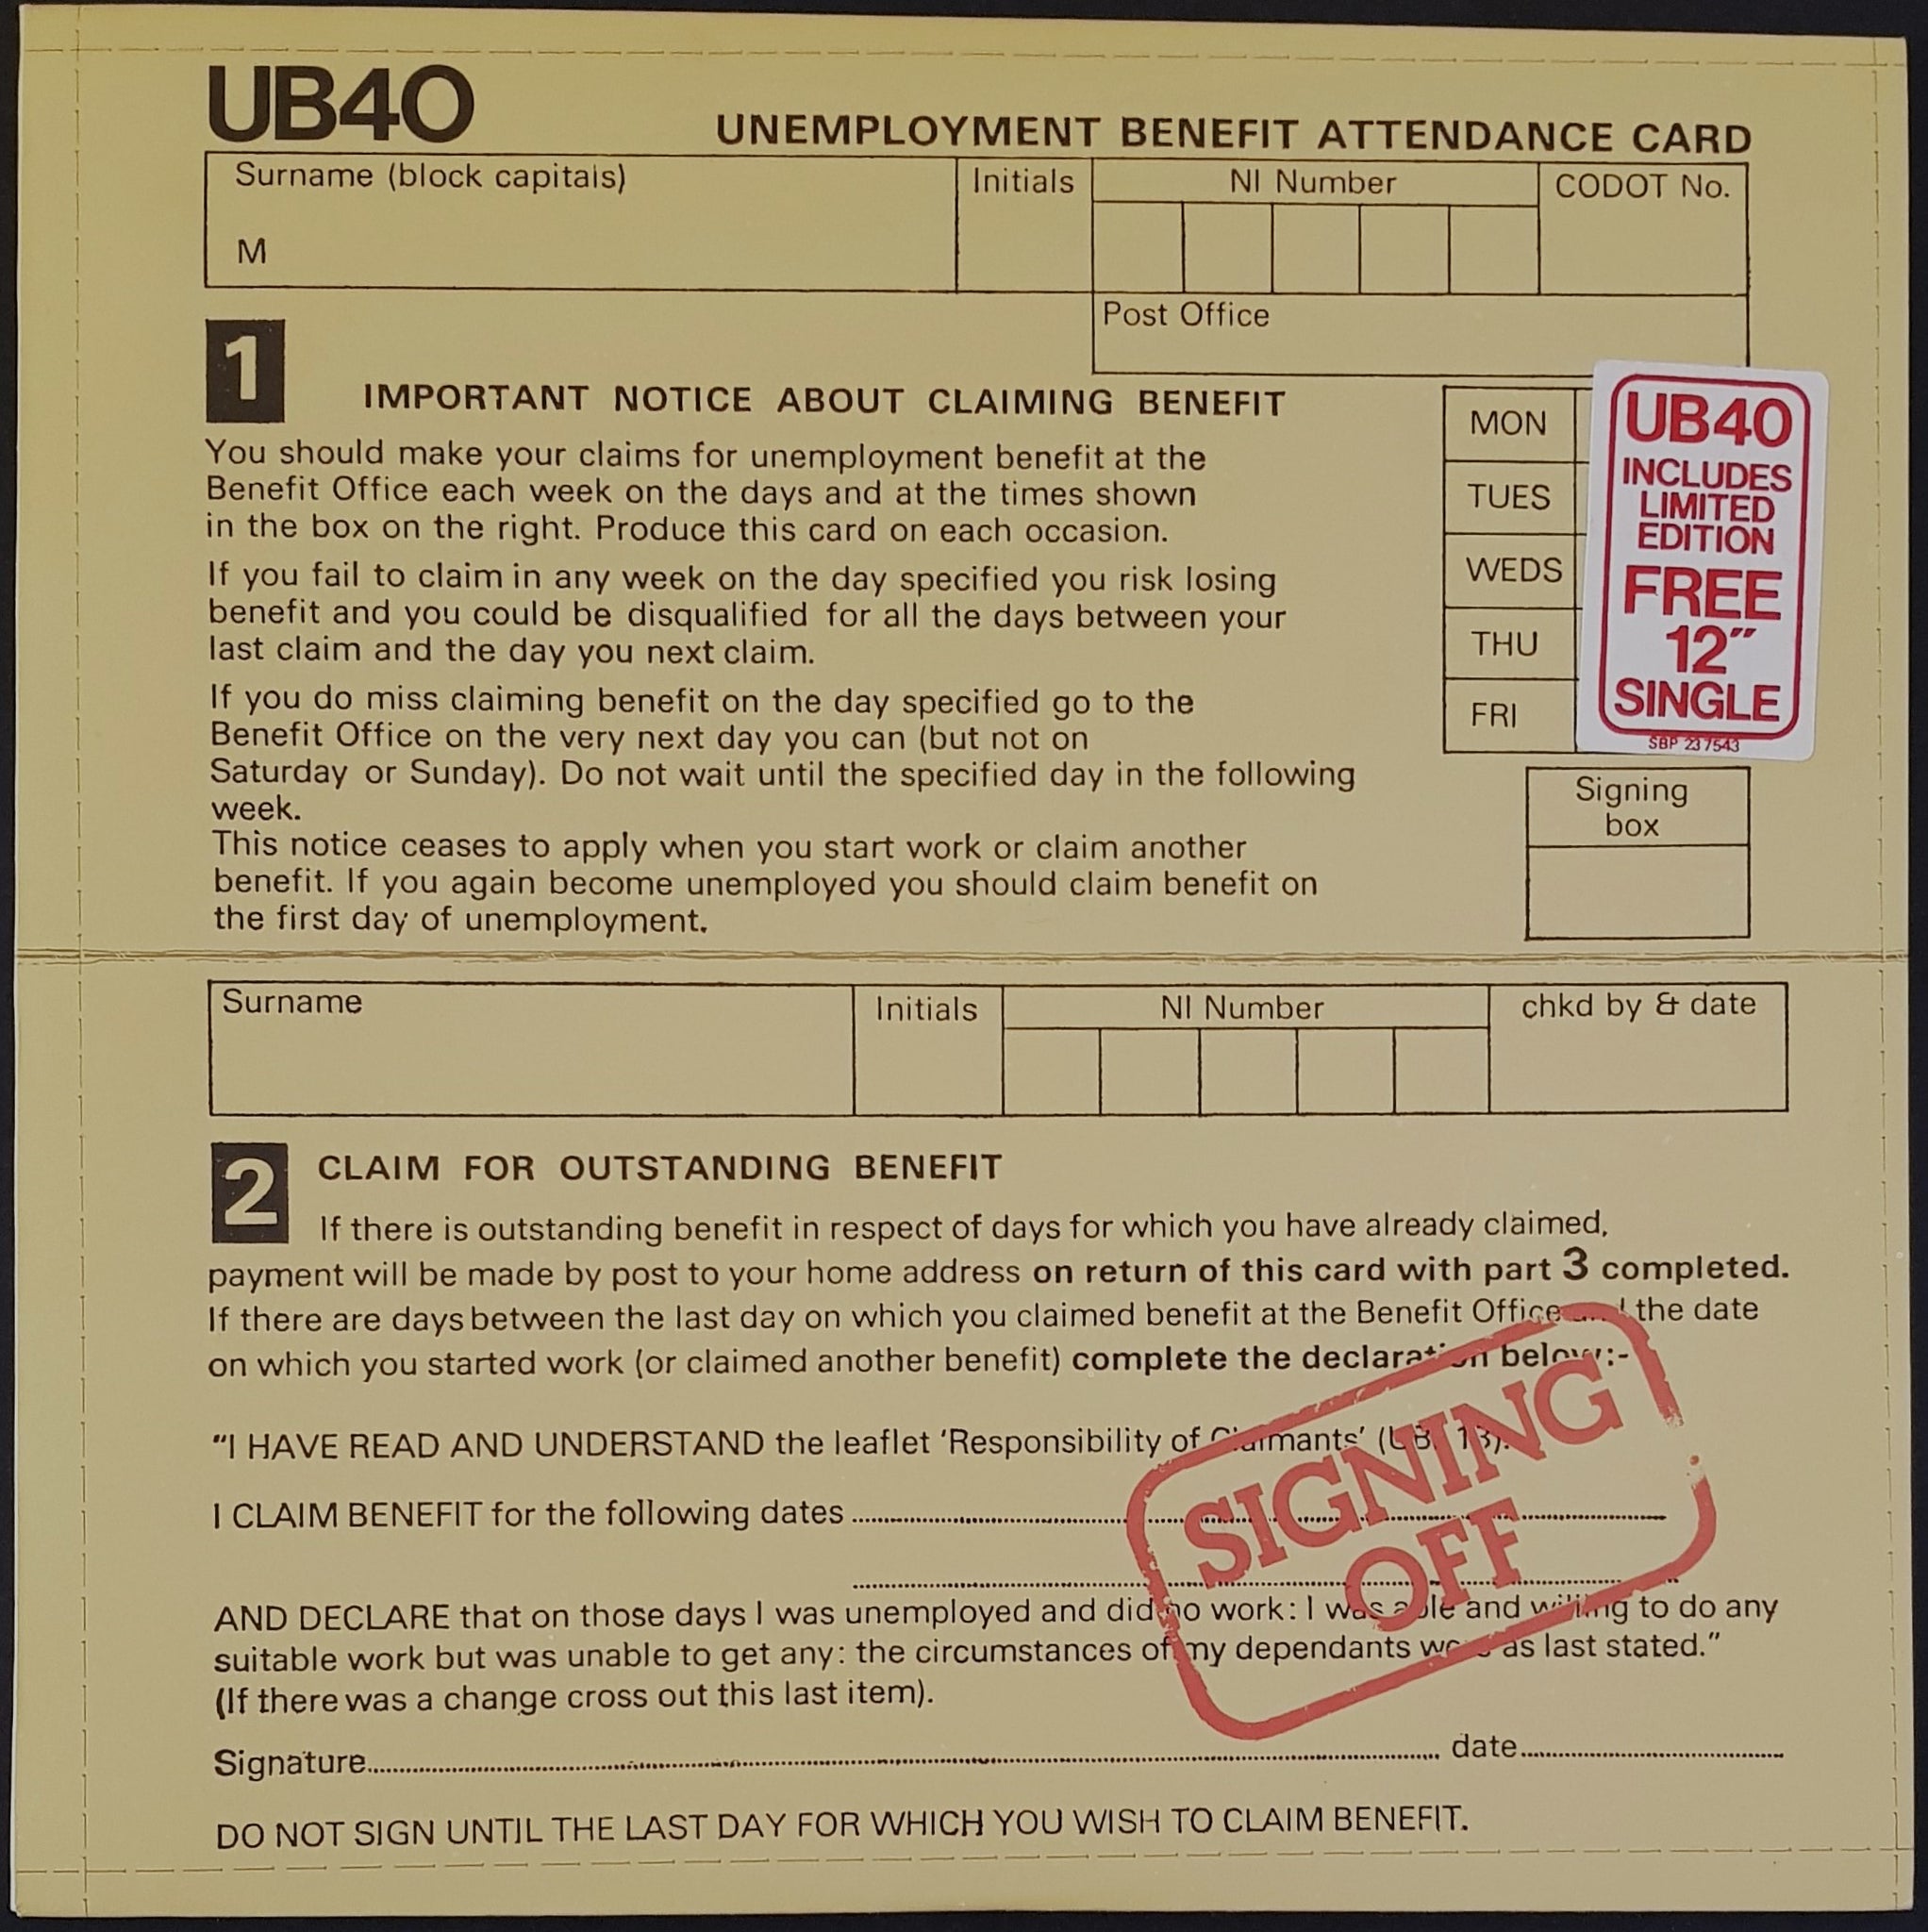 UB40
UNEMPLOYMENT BENEFIT ATTENDANCE CARD
Surname (block capitals)
Initials
NI Number
CODOT No.
M
Post Office
1
IMPORTANT NOTICE ABOUT CLAIMING BENEFIT
You should make your claims for unemployment benefit at the
Benefit Office each week on the days and at the times shown
in the box on the right. Produce this card on each occasion.
If you fail to claim in any week on the day specified you risk losing
benefit and you could be disqualified for all the days between your
last claim and the day you next claim.
If you do miss claiming benefit on the day specified go to the
Benefit Office on the very next day you can (but not on
Saturday or Sunday). Do not wait until the specified day in the following
week.
This notice ceases to apply when you start work or claim another
benefit. If you again become unemployed you should claim benefit on
the first day of unemployment.
MON
TUES
WEDS
THU
FRI
UB40
INCLUDES
LIMITED
EDITION
FREE
12"
SINGLE
SBP 237543
Signing
box
Surname
Initials
NI Number
chkd by & date
2
CLAIM FOR OUTSTANDING BENEFIT
If there is outstanding benefit in respect of days for which you have already claimed,
payment will be made by post to your home address on return of this card with part 3 completed.
If there are days between the last day on which you claimed benefit at the Benefit Office and the date
on which you started work (or claimed another benefit) complete the declaration below:-
"I HAVE READ AND UNDERSTAND the leaflet 'Responsibility of Claimants' (UB. 13).
I CLAIM BENEFIT for the following dates
AND DECLARE that on those days I was unemployed and did no work: I was able and willing to do any
suitable work but was unable to get any: the circumstances of my dependants were as last stated."
(If there was a change cross out this last item).
Signature date
DO NOT SIGN UNTIL THE LAST DAY FOR WHICH YOU WISH TO CLAIM BENEFIT.
SIGNING
OFF